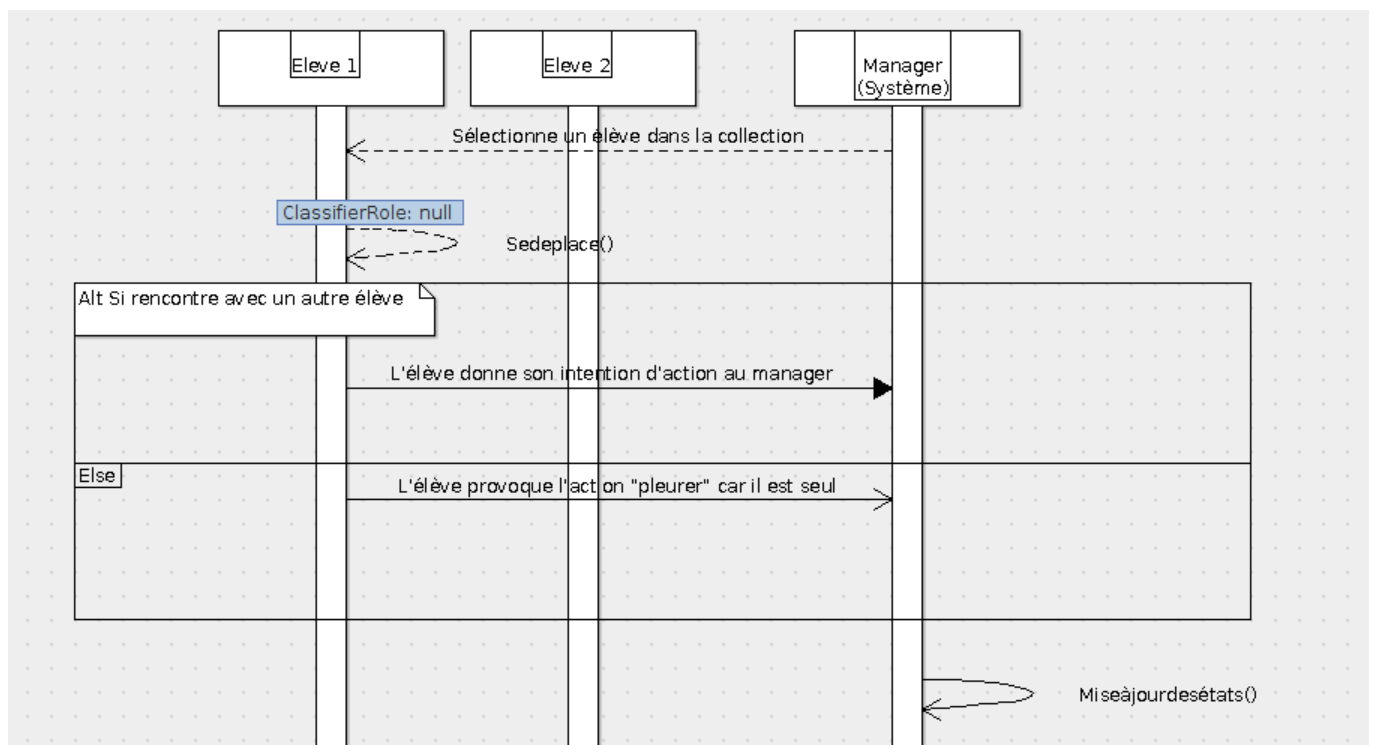 Eleve 1
Eleve 2
Manager
(Système)
Sélectionne un élève dans la collection
ClassifierRole: null
Sedeplace()
Alt Si rencontre avec un autre élève
L'élève donne son intention d'action au manager
Else
L'élève provoque l'action "pleurer" car il est seul
Miseàjourdesétats()